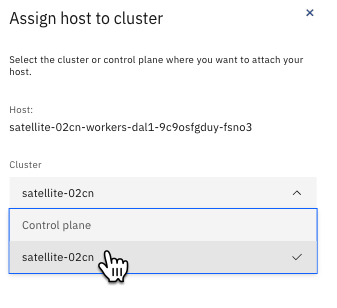 Assign host to cluster
Select the cluster or control plane where you want to attach your
host.
Host:
satellite-02cn-workers-dal1-9c9osfgduy-fsno3
Cluster
satellite-02cn
Control plane
satellite-02cn